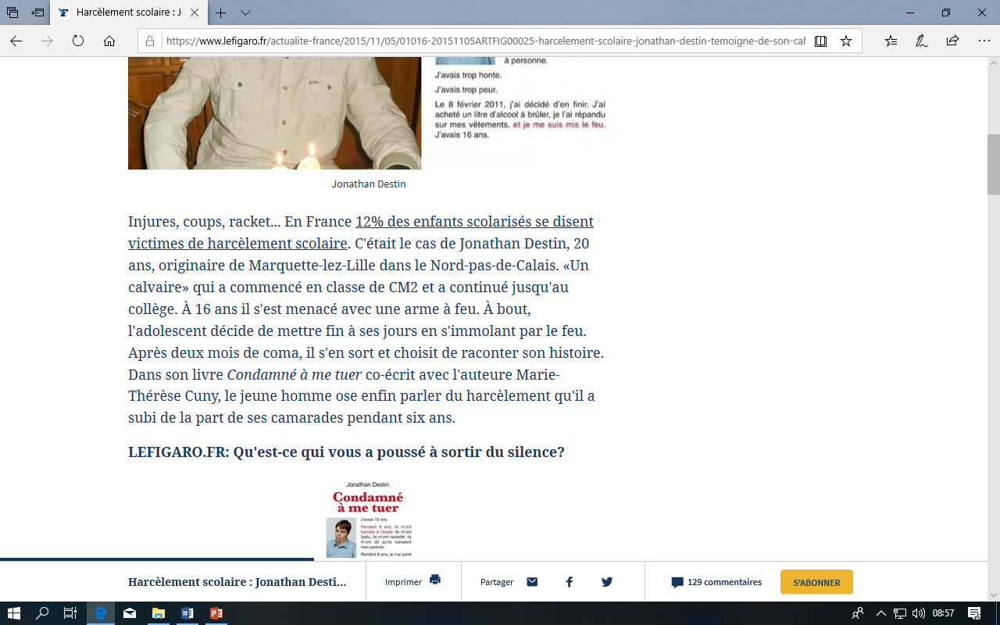 Harcèlement scolaire : J
https://www.lefigaro.fr/actualite-france/2015/11/05/01016-20151105ARTFIG00025-harcelement-scolaire-jonathan-destin-temoigne-de-son-cal
à personne.
J'avais trop honte.
J'avais trop peur.
Le 8 février 2011, j'ai décidé d'en finir. J'ai
acheté un litre d'alcool à brûler, je l'ai répandu
sur mes vêtements, et je me suis mis le feu.
J'avais 16 ans.
Jonathan Destin
Injures, coups, racket... En France 12% des enfants scolarisés se disent
victimes de harcèlement scolaire. C'était le cas de Jonathan Destin, 20
ans, originaire de Marquette-lez-Lille dans le Nord-pas-de-Calais. «Un
calvaire» qui a commencé en classe de CM2 et a continué jusqu'au
collège. À 16 ans il s'est menacé avec une arme à feu. À bout,
l'adolescent décide de mettre fin à ses jours en s'immolant par le feu.
Après deux mois de coma, il s'en sort et choisit de raconter son histoire.
Dans son livre Condamné à me tuer co-écrit avec l'auteure Marie-
Thérèse Cuny, le jeune homme ose enfin parler du harcèlement qu'il a
subi de la part de ses camarades pendant six ans.
LEFIGARO.FR: Qu'est-ce qui vous a poussé à sortir du silence?
Jonathan Destin
Condamné
à me tuer
J'avais 10 ans.
Pendant 6 ans, ils m'ont
harcelé à l'école. Ils m'ont
battu, ils m'ont racketté, ils
m'ont dit qu'ils tueraient
mes parents.
Pendant 6 ans, je n'ai parlé
Harcèlement scolaire : Jonathan Desti...
Imprimer
Partager
129 commentaires
S'ABONNER
08:57